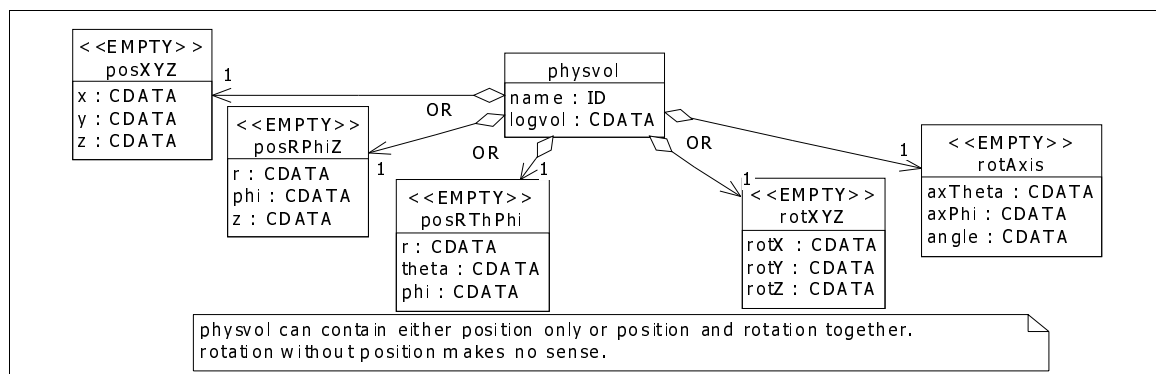 <<EMPTY>>
posXYZ
x : CDATA
y : CDATA
z : CDATA
1
physvol
name : ID
logvol : CDATA
OR
<<EMPTY>>
posRPhiZ
r : CDATA
phi : CDATA
z : CDATA
1
OR
<<EMPTY>>
posRThPhi
r : CDATA
theta : CDATA
phi : CDATA
1
OR
<<EMPTY>>
rotXYZ
rotX : CDATA
rotY : CDATA
rotZ : CDATA
1
<<EMPTY>>
rotAxis
axTheta : CDATA
axPhi : CDATA
angle : CDATA
1
physvol can contain either position only or position and rotation together.
rotation without position makes no sense.